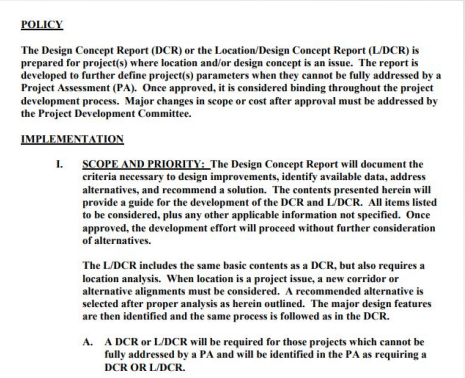 POLICY
The Design Concept Report (DCR) or the Location/Design Concept Report (L/DCR) is
prepared for project(s) where location and/or design concept is an issue. The report is
developed to further define project(s) parameters when they cannot be fully addressed by a
Project Assessment (PA). Once approved, it is considered binding throughout the project
development process. Major changes in scope or cost after approval must be addressed by
the Project Development Committee.
IMPLEMENTATION
I. SCOPE AND PRIORITY: The Design Concept Report will document the
criteria necessary to design improvements, identify available data, address
alternatives, and recommend a solution. The contents presented herein will
provide a guide for the development of the DCR and L/DCR. All items listed
to be considered, plus any other applicable information not specified. Once
approved, the development effort will proceed without further consideration
of alternatives.
The L/DCR includes the same basic contents as a DCR, but also requires a
location analysis. When location is a project issue, a new corridor or
alternative alignments must be considered. A recommended alternative is
selected after proper analysis as herein outlined. The major design features
are then identified and the same process is followed as in the DCR.
A. A DCR or L/DCR will be required for those projects which cannot be
fully addressed by a PA and will be identified in the PA as requiring a
DCR OR L/DCR.